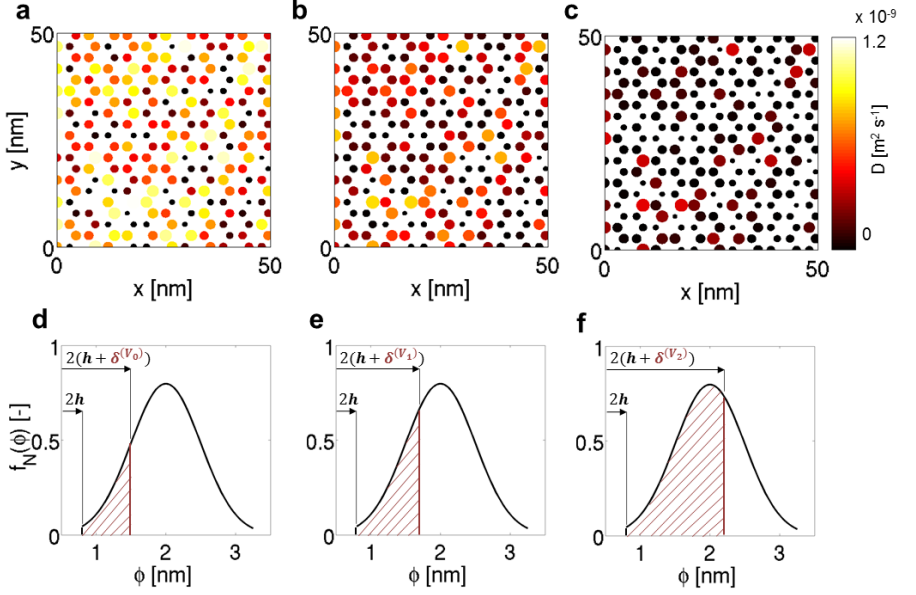 a b c
x 10⁻⁹
50 50 50 1.2
y [nm] D [m² s⁻¹]
0 0 0 0
0 50 0 50 0 50
x [nm] x [nm] x [nm]
d e f
1 1 1
2(h + δ^(V₀)) 2(h + δ^(V₁)) 2(h + δ^(V₂))
2h 2h 2h
f_N(ϕ) [-] 0.5 0.5 0.5
0 0 0
1 2 3 1 2 3 1 2 3
ϕ [nm] ϕ [nm] ϕ [nm]